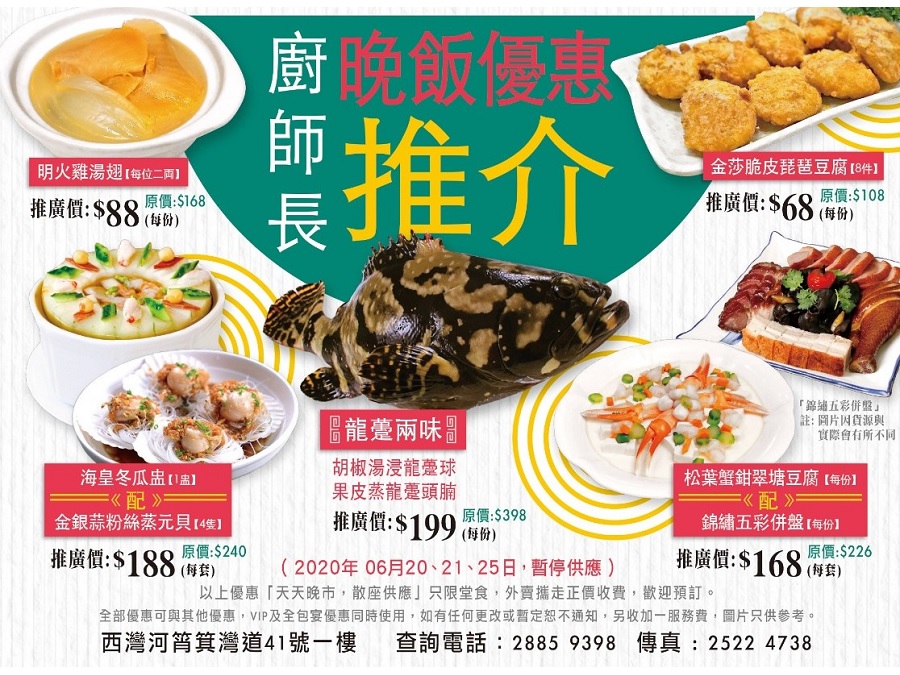 廚師長
晚飯優惠
推介
明火雞湯翅【每位二両】
推廣價:$88
原價:$168
(每份)
金莎脆皮琵琶豆腐【8件】
推廣價:$68
原價:$108
(每份)
「錦繡五彩併盤」
註: 圖片因貨源與
實際會有所不同
龍躉兩味
胡椒湯浸龍躉球
果皮蒸龍躉頭腩
推廣價:$199
原價:$398
(每份)
海皇冬瓜盅【1盅】
《配》
金銀蒜粉絲蒸元貝【4隻】
推廣價:$188
原價:$240
(每套)
松葉蟹鉗翠塘豆腐【每份】
《配》
錦繡五彩併盤【每份】
推廣價:$168
原價:$226
(每套)
( 2020年 06月20、21、25日，暫停供應 )
以上優惠「天天晚市，散座供應」只限堂食，外賣攜走正價收費，歡迎預訂。
全部優惠可與其他優惠，VIP及全包宴優惠同時使用，如有任何更改或暫定恕不通知，另收加一服務費，圖片只供參考。
西灣河筲箕灣道41號一樓 查詢電話：2885 9398 傳真：2522 4738